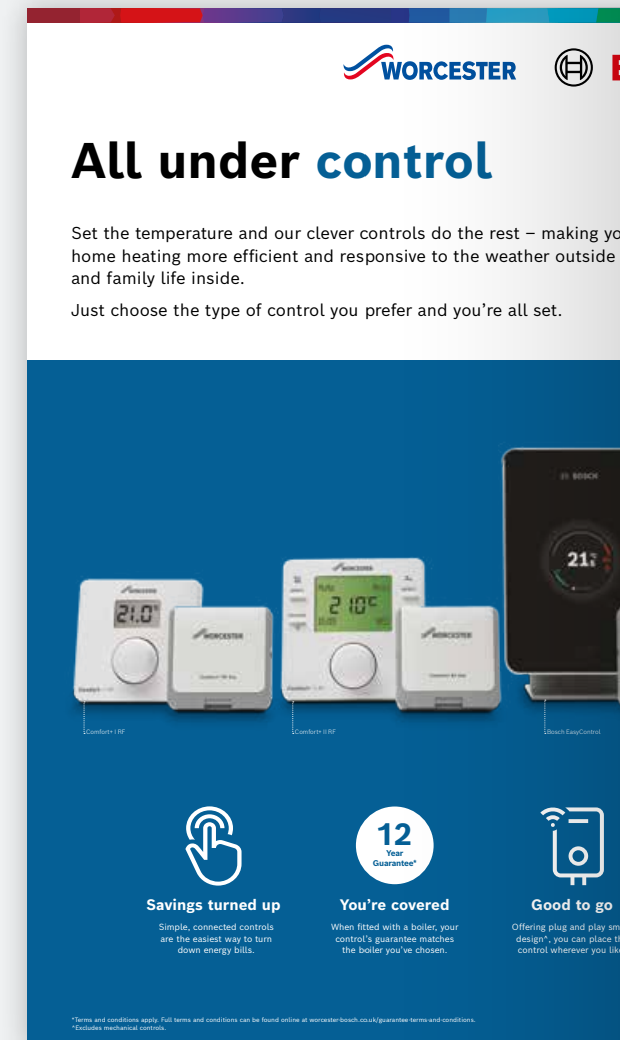 WORCESTER
All under control
Set the temperature and our clever controls do the rest – making yo
home heating more efficient and responsive to the weather outside
and family life inside.
Just choose the type of control you prefer and you're all set.
BOSCH
21
WORCESTER
21.0°
WORCESTER
WORCESTER
21.0°C
WORCESTER
Comfort+ I RF
Comfort+ II RF
Bosch EasyControl
12
Year
Guarantee*
Savings turned up
You're covered
Good to go
Simple, connected controls
are the easiest way to turn
down energy bills.
When fitted with a boiler, your
control's guarantee matches
the boiler you've chosen.
Offering plug and play sm
design^, you can place th
control wherever you lik
*Terms and conditions apply. Full terms and conditions can be found online at worcester-bosch.co.uk/guarantee-terms-and-conditions.
^Excludes mechanical controls.